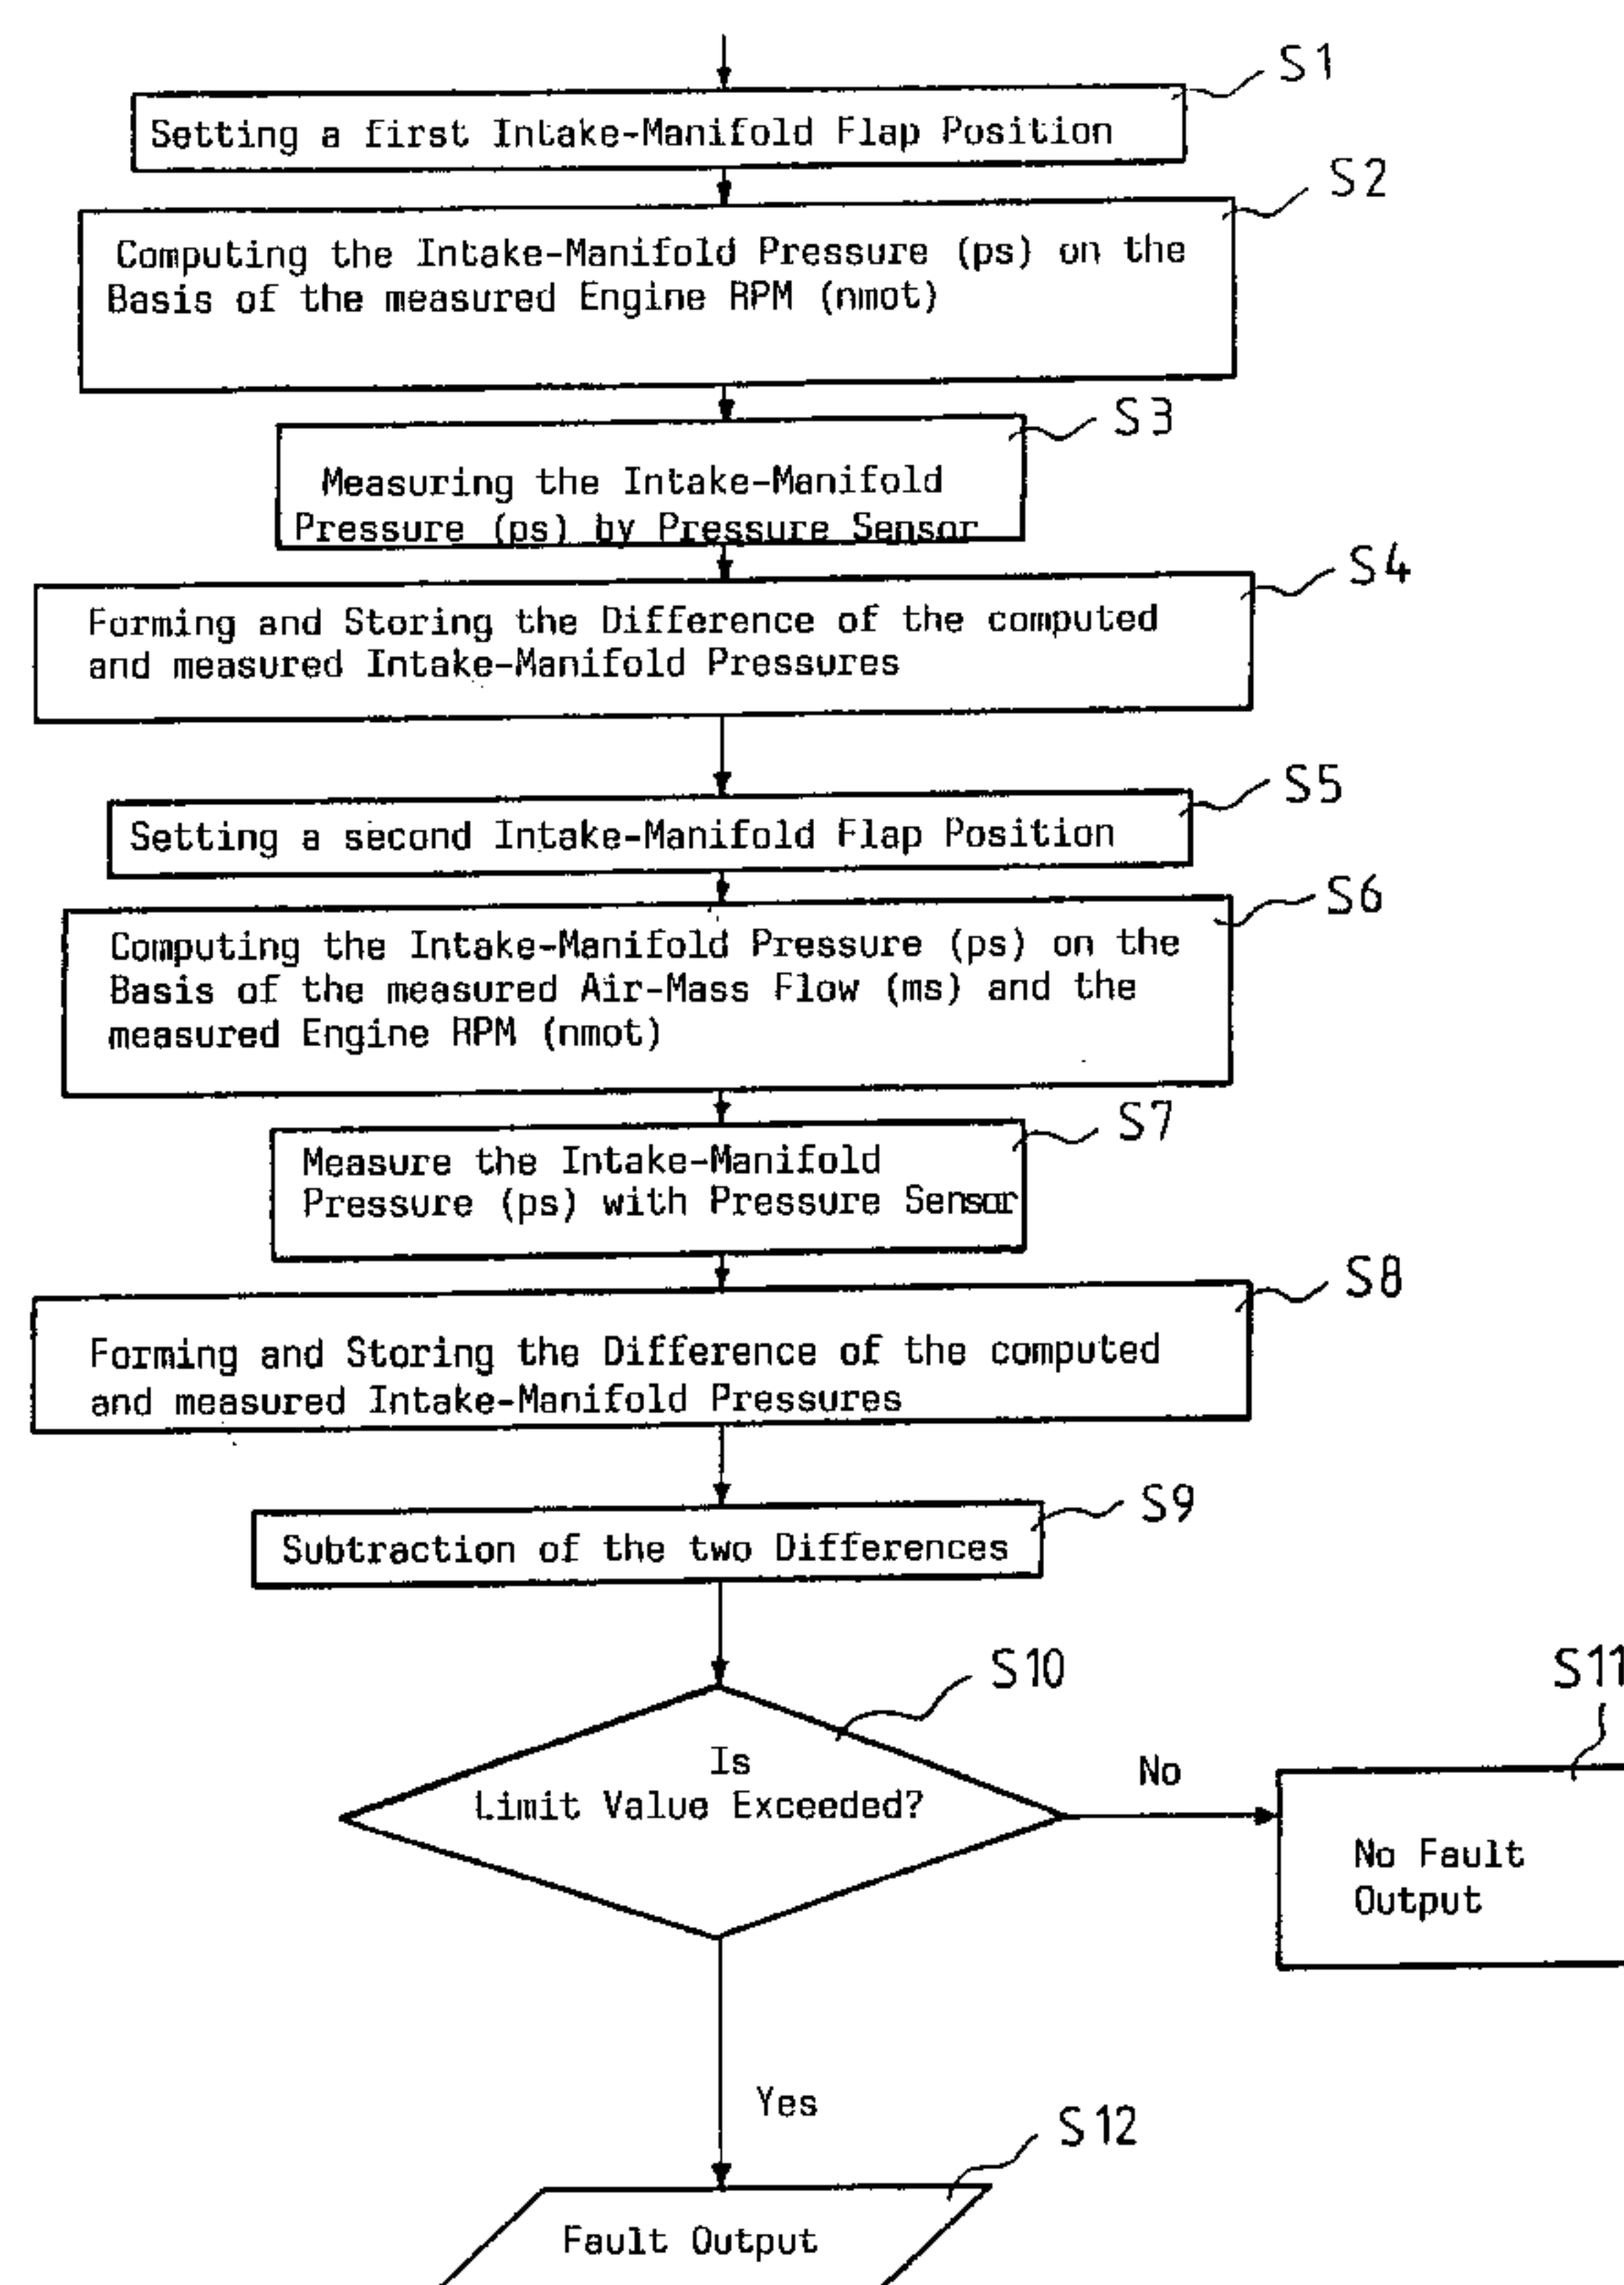 S1
Setting a first Intake-Manifold Flap Position
S2
Computing the Intake-Manifold Pressure (ps) on the
Basis of the measured Engine RPM (nmot)
S3
Measuring the Intake-Manifold
Pressure (ps) by Pressure Sensor
S4
Forming and Storing the Difference of the computed
and measured Intake-Manifold Pressures
S5
Setting a second Intake-Manifold Flap Position
S6
Computing the Intake-Manifold Pressure (ps) on the
Basis of the measured Air-Mass Flow (ms) and the
measured Engine RPM (nmot)
S7
Measure the Intake-Manifold
Pressure (ps) with Pressure Sensor
S8
Forming and Storing the Difference of the computed
and measured Intake-Manifold Pressures
S9
Subtraction of the two Differences
S10
S11
Is
Limit Value Exceeded?
No
No Fault
Output
Yes
S12
Fault Output